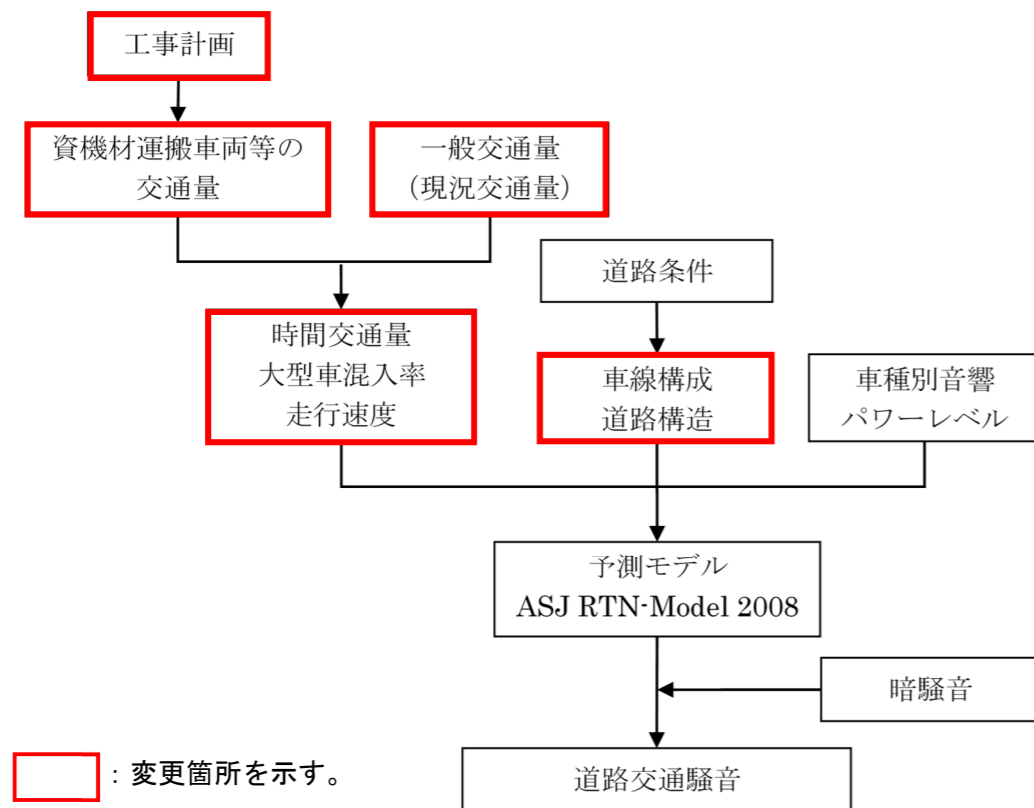 工事計画
資機材運搬車両等の
交通量
一般交通量
（現況交通量）
道路条件
時間交通量
大型車混入率
走行速度
車線構成
道路構造
車種別音響
パワーレベル
予測モデル
ASJ RTN-Model 2008
暗騒音
道路交通騒音
：変更箇所を示す。